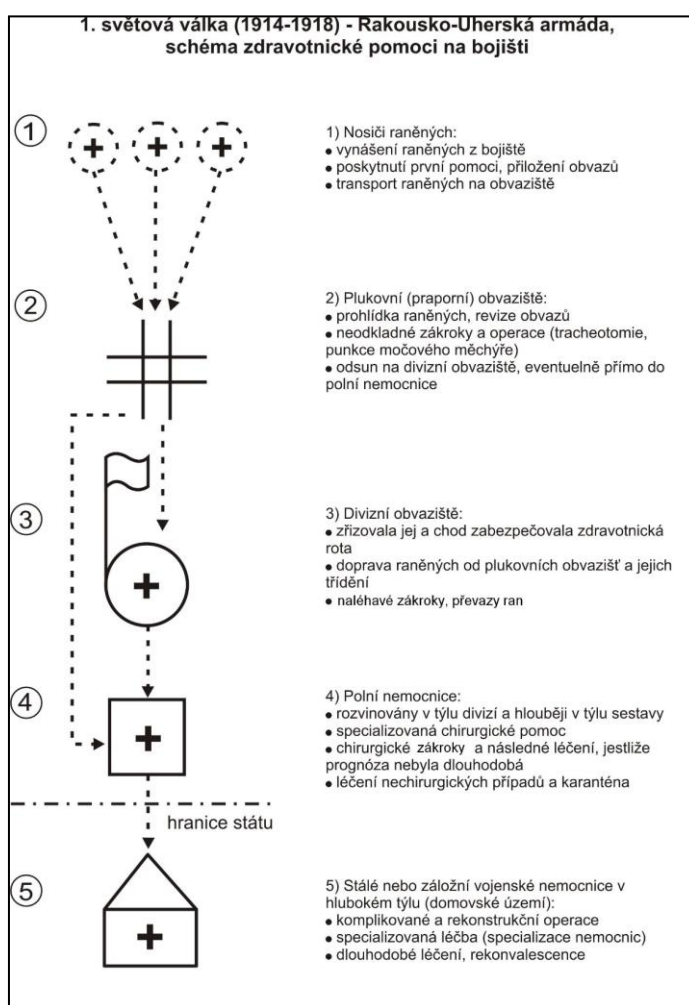 1. světová válka (1914-1918) - Rakousko-Uherská armáda,
schéma zdravotnické pomoci na bojišti
1
1) Nosiči raněných:
● vynášení raněných z bojiště
● poskytnutí první pomoci, přiložení obvazů
● transport raněných na obvaziště
2
2) Plukovní (praporní) obvaziště:
● prohlídka raněných, revize obvazů
● neodkladné zákroky a operace (tracheotomie,
punkce močového měchýře)
● odsun na divizní obvaziště, eventuelně přímo do
polní nemocnice
3
3) Divizní obvaziště:
● zřizovala jej a chod zabezpečovala zdravotnická
rota
● doprava raněných od plukovních obvazišť a jejich
třídění
● naléhavé zákroky, převazy ran
4
4) Polní nemocnice:
● rozvinovány v týlu divizí a hlouběji v týlu sestavy
● specializovaná chirurgické pomoc
● chirurgické zákroky a následné léčení, jestliže
prognóza nebyla dlouhodobá
● léčení nechirurgických případů a karanténa
hranice státu
5
5) Stálé nebo záložní vojenské nemocnice v
hlubokém týlu (domovské území):
● komplikované a rekonstrukční operace
● specializovaná léčba (specializace nemocnic)
● dlouhodobé léčení, rekonvalescence